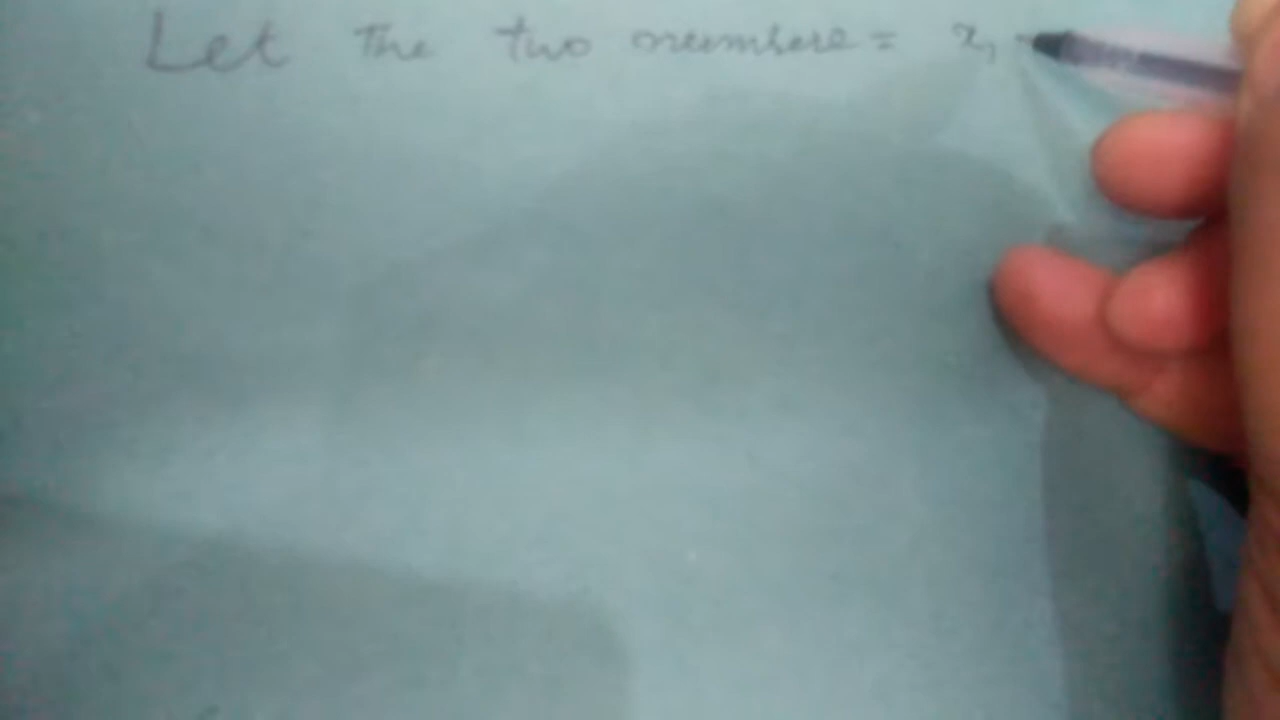 Let The two numbers = x,